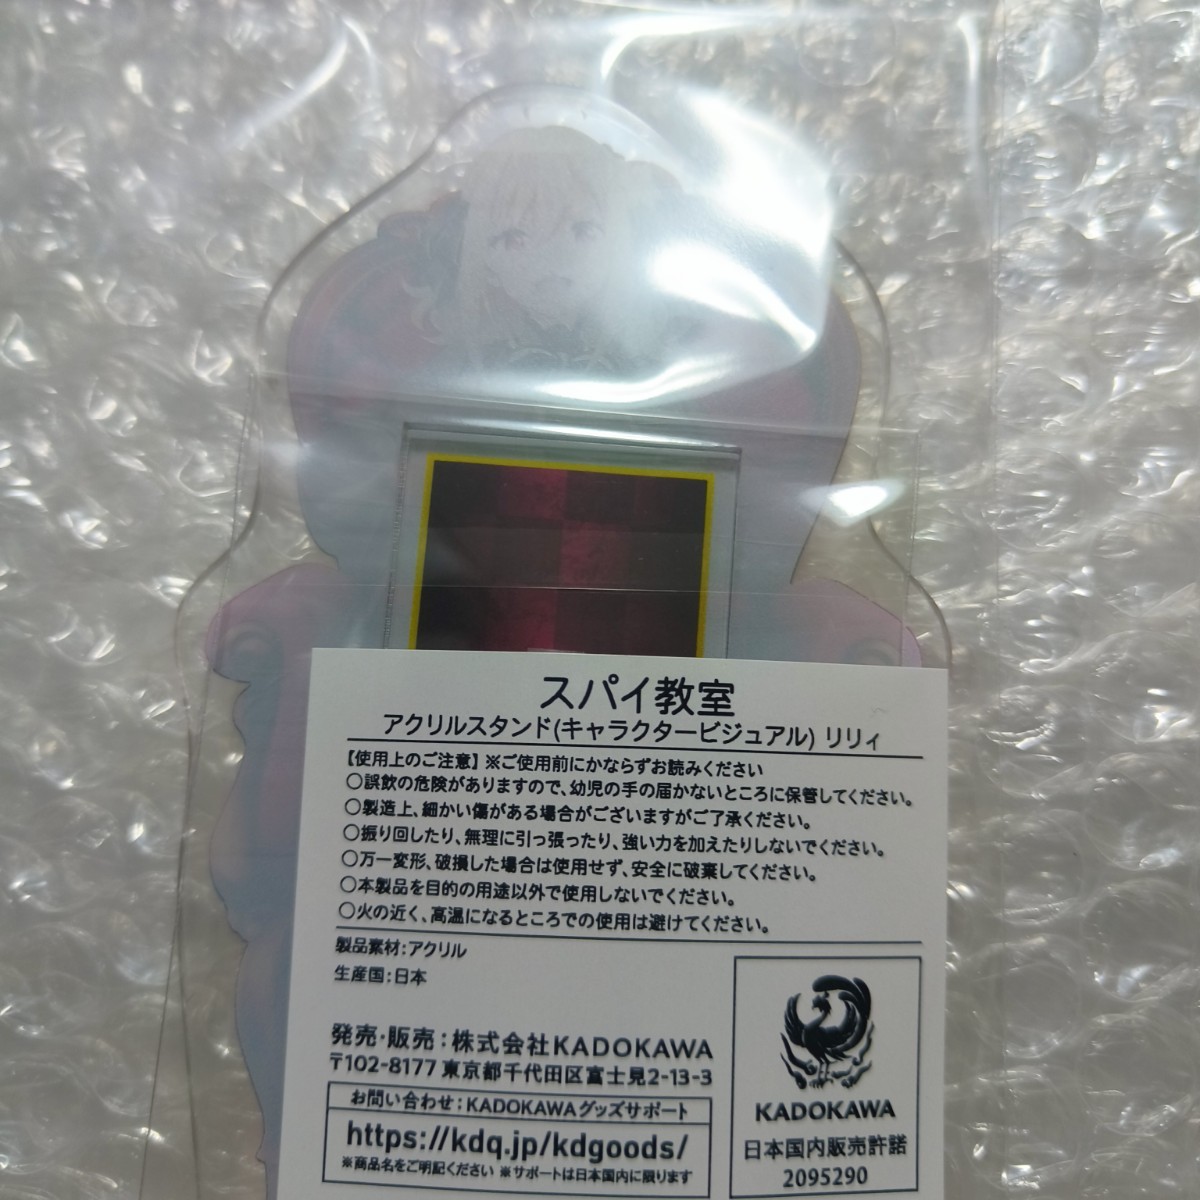 スパイ教室
アクリルスタンド(キャラクタービジュアル) リリィ
【使用上のご注意】※ご使用前にかならずお読みください
○誤飲の危険がありますので、幼児の手の届かないところに保管してください。
○製造上、細かい傷がある場合がございますがご了承ください。
○振り回したり、無理に引っ張ったり、強い力を加えたりしないでください。
○万一変形、破損した場合は使用せず、安全に破棄してください。
○本製品を目的の用途以外で使用しないでください。
○火の近く、高温になるところでの使用は避けてください。
製品素材:アクリル
生産国:日本
発売・販売:株式会社KADOKAWA
〒102-8177 東京都千代田区富士見2-13-3
お問い合わせ:KADOKAWAグッズサポート
https://kdq.jp/kdgoods/
※商品名をご明記ください ※サポートは日本国内に限ります
KADOKAWA
日本国内販売許諾
2095290